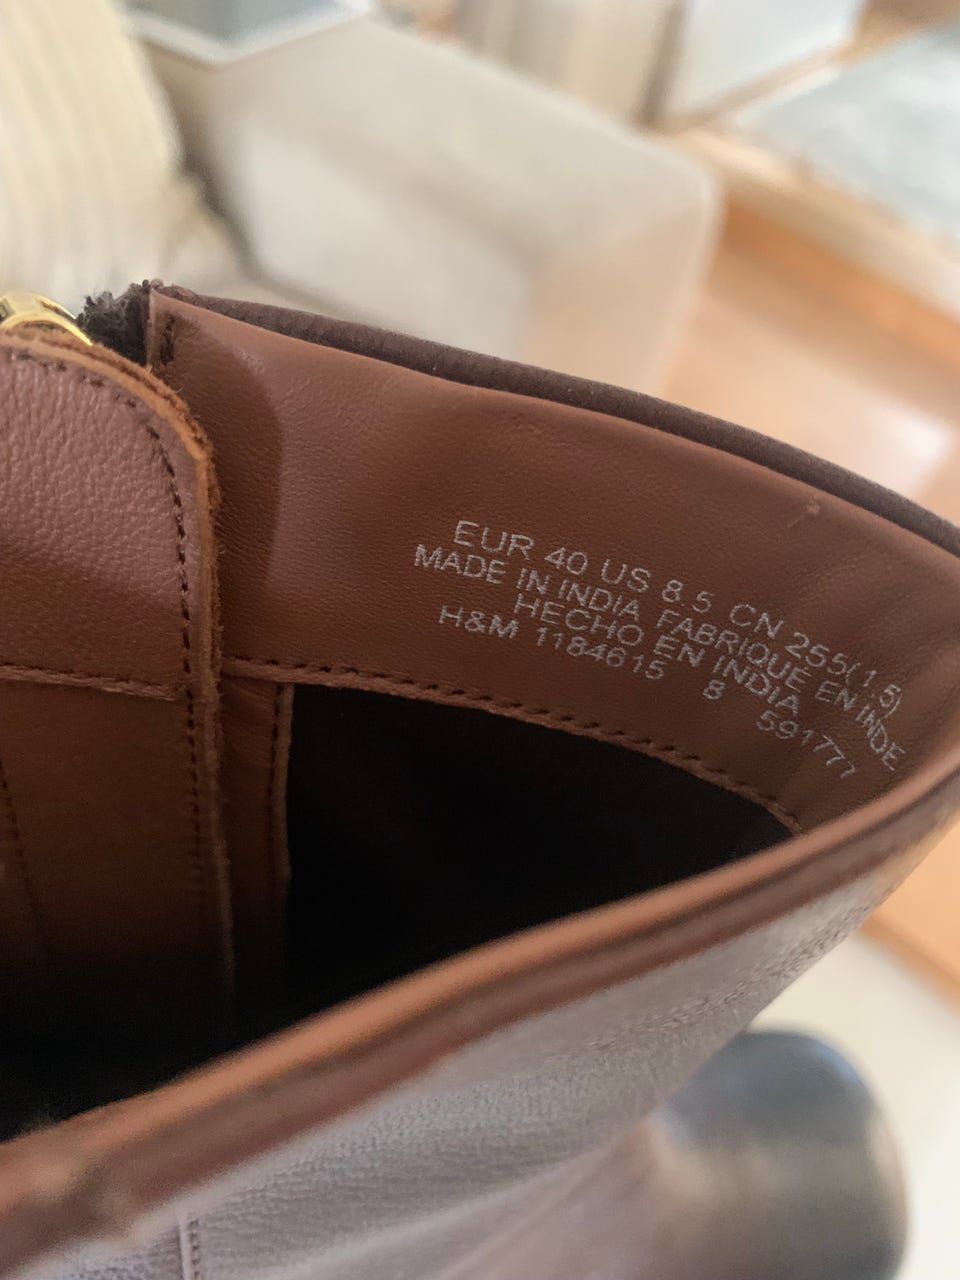 EUR 40 US 8.5 CN 255(1.5)
MADE IN INDIA FABRIQUE EN INDE
HECHO EN INDIA
H&M 1184615 8 591777